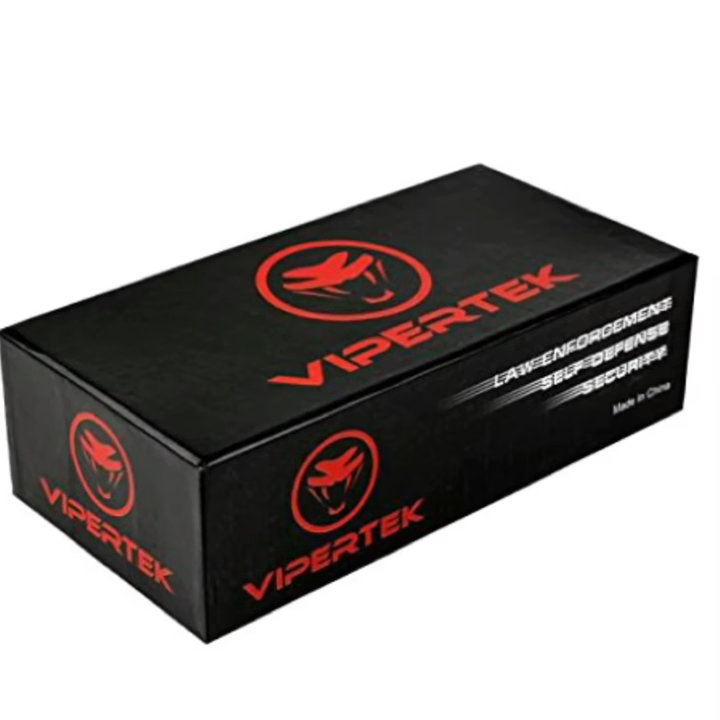 VIPERTEK
LAW ENFORCEMENT
SELF DEFENSE
SECURITY
Made In China
VIPERTEK
VIPERTEK